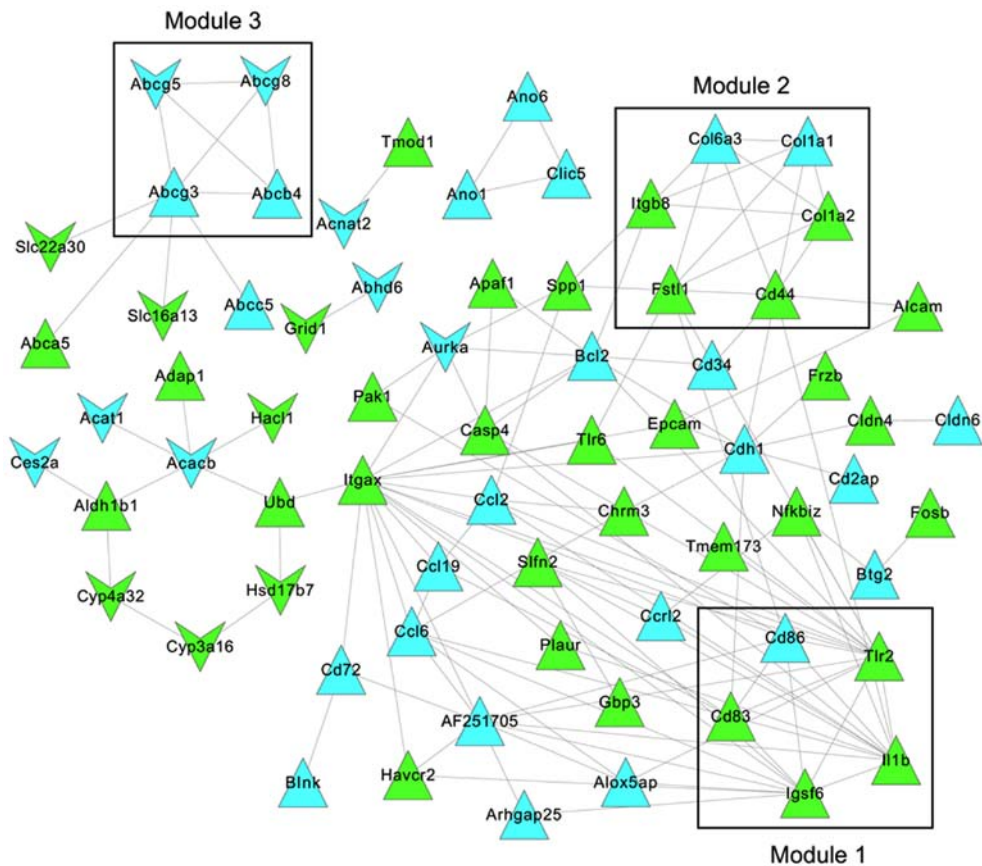 Module 3
Abcg5
Abcg8
Abcg3
Abcb4
Slc22a30
Abca5
Slc16a13
Abcc5
Tmod1
Acnat2
Abhd6
Grid1
Ano6
Ano1
Clic5
Module 2
Col6a3
Col1a1
Itgb8
Col1a2
Fstl1
Cd44
Apaf1
Spp1
Alcam
Aurka
Bcl2
Cd34
Frzb
Adap1
Acat1
Hacl1
Pak1
Casp4
Tlr6
Epcam
Cdh1
Cldn4
Cldn6
Ces2a
Acacb
Aldh1b1
Ubd
Itgax
Ccl2
Chrm3
Cd2ap
Nfkbiz
Fosb
Cyp4a32
Hsd17b7
Cyp3a16
Ccl19
Slfn2
Tmem173
Btg2
Ccl6
Plaur
Ccrl2
Cd86
Tlr2
Cd72
AF251705
Gbp3
Cd83
Il1b
Blnk
Havcr2
Alox5ap
Igsf6
Arhgap25
Module 1